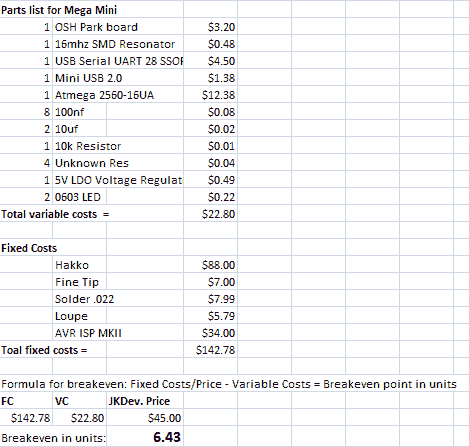 Parts list for Mega Mini
1 OSH Park board $3.20
1 16mhz SMD Resonator $0.48
1 USB Serial UART 28 SSOP $4.50
1 Mini USB 2.0 $1.38
1 Atmega 2560-16UA $12.38
8 100nf $0.08
2 10uf $0.02
1 10k Resistor $0.01
4 Unknown Res $0.04
1 5V LDO Voltage Regulat $0.49
2 0603 LED $0.22
Total variable costs = $22.80
Fixed Costs
Hakko $88.00
Fine Tip $7.00
Solder .022 $7.99
Loupe $5.79
AVR ISP MKII $34.00
Toal fixed costs = $142.78
Formula for breakeven: Fixed Costs/Price - Variable Costs = Breakeven point in units
FC VC JKDev. Price
$142.78 $22.80 $45.00
Breakeven in units: 6.43